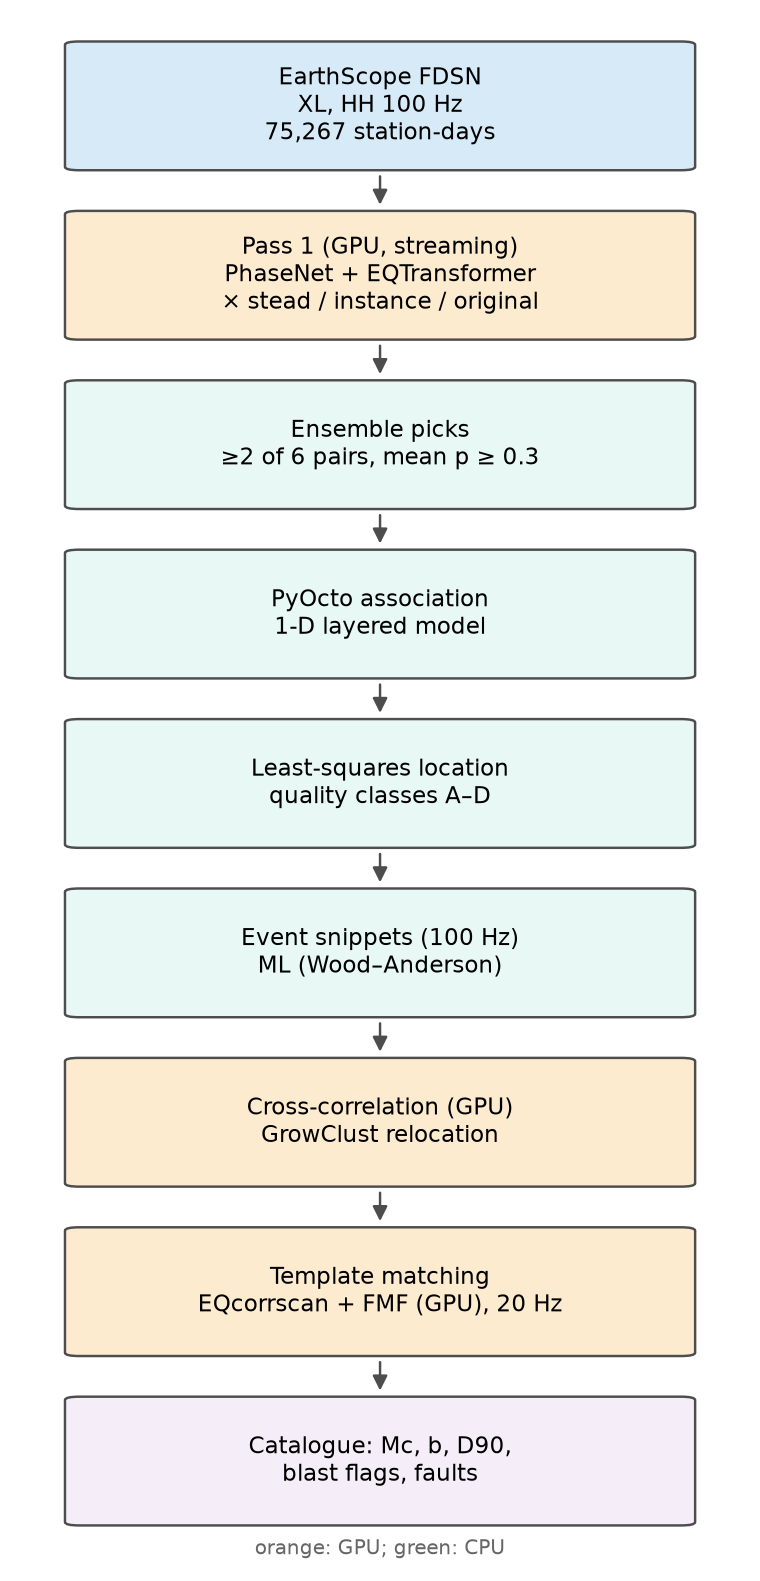 EarthScope FDSN
XL, HH 100 Hz
75,267 station-days
Pass 1 (GPU, streaming)
PhaseNet + EQTransformer
× stead / instance / original
Ensemble picks
≥2 of 6 pairs, mean p ≥ 0.3
PyOcto association
1-D layered model
Least-squares location
quality classes A–D
Event snippets (100 Hz)
ML (Wood–Anderson)
Cross-correlation (GPU)
GrowClust relocation
Template matching
EQcorrscan + FMF (GPU), 20 Hz
Catalogue: Mc, b, D90,
blast flags, faults
orange: GPU; green: CPU